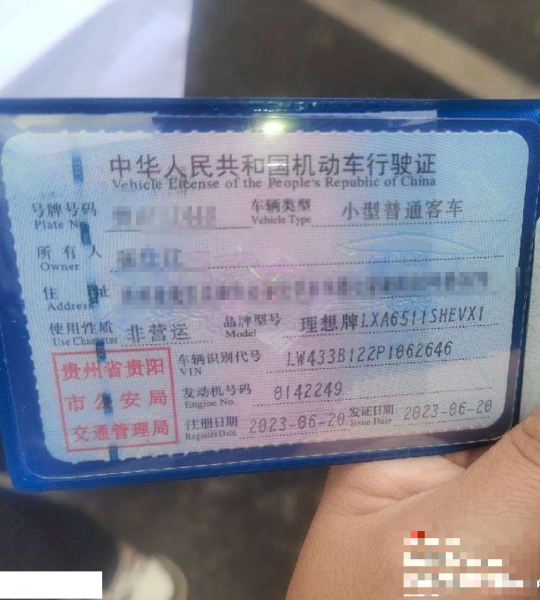 中华人民共和国机动车行驶证
Vehicle License of the People's Republic of China
号牌号码 车辆类型 小型普通客车
Plate No. Vehicle Type
所有人
Owner
住址
Address
使用性质 非营运 品牌型号 理想牌LXA6511SHEVX1
Use Character Model
贵州省贵阳市公安局交通管理局
车辆识别代号 LW433B122P1062646
VIN
发动机号码 0142249
Engine No.
注册日期 2023-06-20 发证日期 2023-06-20
Register Date Issue Date